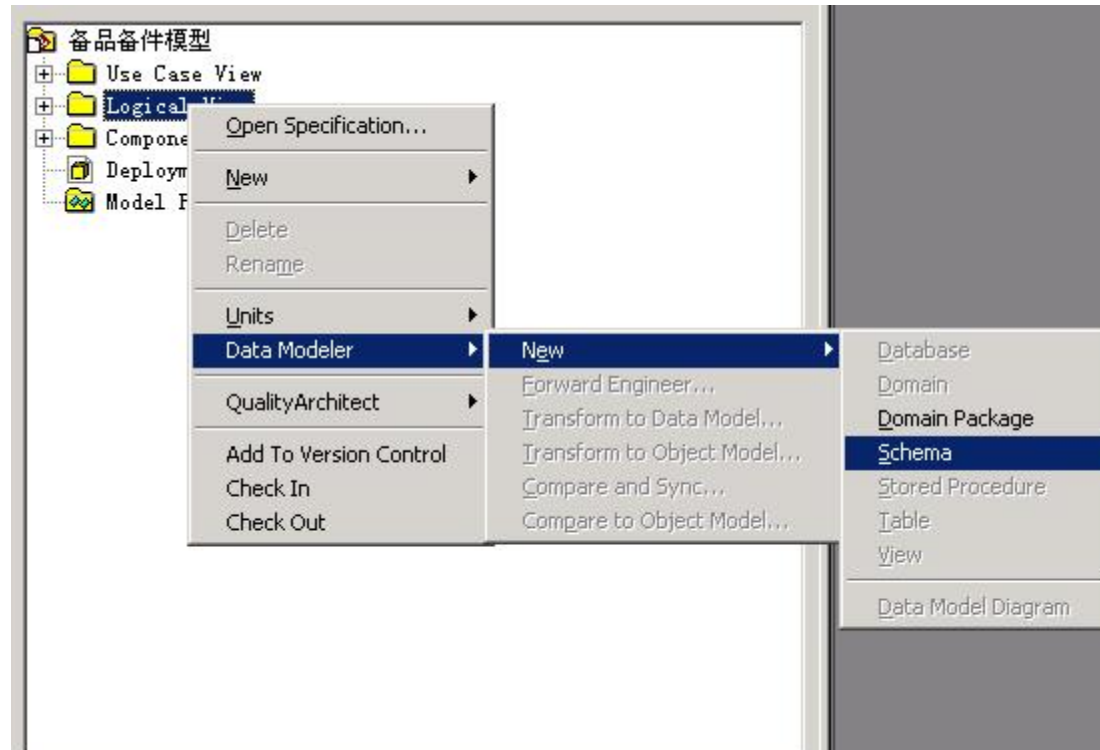 备品备件模型
Use Case View
Logical
Compone
Deploym
Model
Open Specification...
New
Delete
Rename
Units
Data Modeler
QualityArchitect
Add To Version Control
Check In
Check Out
New
Forward Engineer...
Transform to Data Model...
Transform to Object Model...
Compare and Sync...
Compare to Object Model...
Database
Domain
Domain Package
Schema
Stored Procedure
Table
View
Data Model Diagram